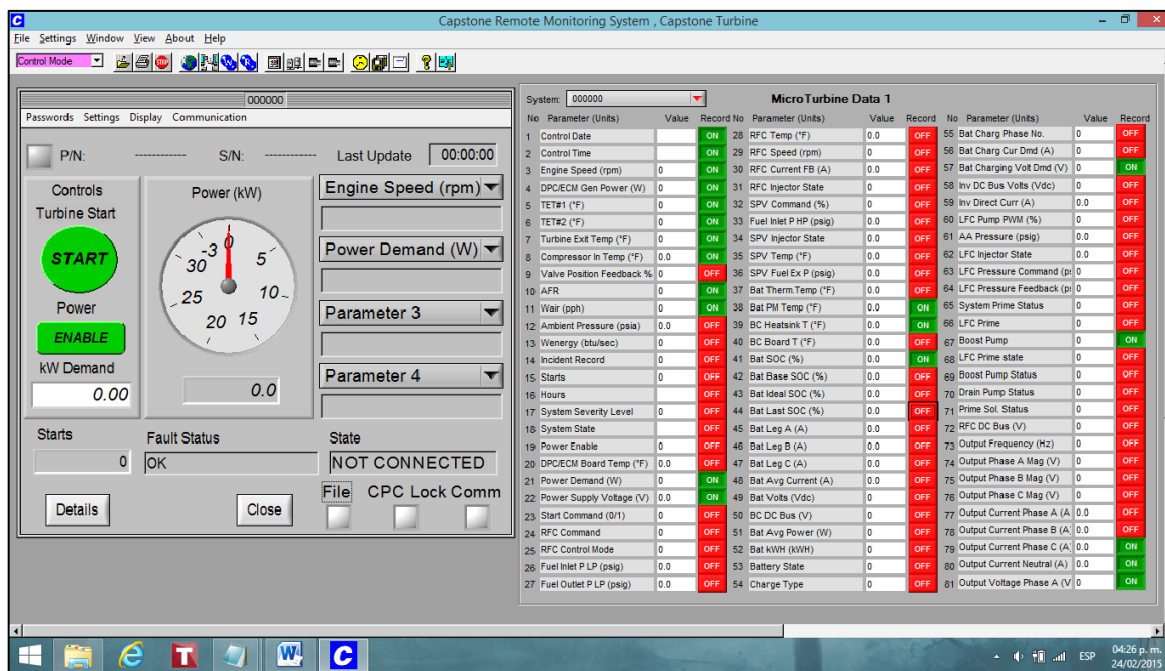 C Capstone Remote Monitoring System , Capstone Turbine
File Settings Window View About Help
Control Mode STOP
000000
Passwords Settings Display Communication
P/N: ------------ S/N: ------------ Last Update 00:00:00
Controls
Turbine Start
START
Power
ENABLE
kW Demand
0.00
Power (kW)
-3 0 5 10 15 20 25 30
0.0
Engine Speed (rpm)
Power Demand (W)
Parameter 3
Parameter 4
Starts Fault Status State
0 OK NOT CONNECTED
File CPC Lock Comm
Details Close
System: 000000 MicroTurbine Data 1
No Parameter (Units) Value Record
1 Control Date ON
2 Control Time ON
3 Engine Speed (rpm) 0 ON
4 DPC/ECM Gen Power (W) 0 ON
5 TET#1 (°F) 0 ON
6 TET#2 (°F) 0 ON
7 Turbine Exit Temp (°F) 0 ON
8 Compressor In Temp (°F) 0.0 ON
9 Valve Position Feedback % 0 OFF
10 AFR 0 ON
11 Wair (pph) 0 ON
12 Ambient Pressure (psia) 0.0 OFF
13 Wenergy (btu/sec) 0 OFF
14 Incident Record 0 OFF
15 Starts 0 OFF
16 Hours OFF
17 System Severity Level 0 OFF
18 System State OFF
19 Power Enable 0 OFF
20 DPC/ECM Board Temp (°F) 0.0 OFF
21 Power Demand (W) 0 ON
22 Power Supply Voltage (V) 0.0 ON
23 Start Command (0/1) 0 OFF
24 RFC Command 0 OFF
25 RFC Control Mode 0 OFF
26 Fuel Inlet P LP (psig) 0.0 OFF
27 Fuel Outlet P LP (psig) 0.0 OFF
No Parameter (Units) Value Record
28 RFC Temp (°F) 0.0 OFF
29 RFC Speed (rpm) 0 OFF
30 RFC Current FB (A) 0.0 OFF
31 RFC Injector State 0 OFF
32 SPV Command (%) 0.0 OFF
33 Fuel Inlet P HP (psig) 0.0 OFF
34 SPV Injector State 0.0 OFF
35 SPV Temp (°F) 0.0 OFF
36 SPV Fuel Ex P (psig) 0.0 OFF
37 Bat Therm.Temp (°F) 0.0 OFF
38 Bat PM Temp (°F) 0.0 ON
39 BC Heatsink T (°F) 0.0 ON
40 BC Board T (°F) 0.0 OFF
41 Bat SOC (%) 0.0 ON
42 Bat Base SOC (%) 0.0 OFF
43 Bat Ideal SOC (%) 0.0 OFF
44 Bat Last SOC (%) 0.0 OFF
45 Bat Leg A (A) 0.0 OFF
46 Bat Leg B (A) 0.0 OFF
47 Bat Leg C (A) 0.0 OFF
48 Bat Avg Current (A) 0.0 OFF
49 Bat Volts (Vdc) 0 OFF
50 BC DC Bus (V) 0 OFF
51 Bat Avg Power (W) 0 OFF
52 Bat kWH (kWH) 0 OFF
53 Battery State 0 OFF
54 Charge Type 0 OFF
No Parameter (Units) Value Record
55 Bat Charg Phase No. 0 OFF
56 Bat Charg Cur Dmd (A) 0 OFF
57 Bat Charging Volt Dmd (V) 0 ON
58 Inv DC Bus Volts (Vdc) 0 OFF
59 Inv Direct Curr (A) 0.0 OFF
60 LFC Pump PWM (%) 0 OFF
61 AA Pressure (psig) 0.0 OFF
62 LFC Injector State 0 OFF
63 LFC Pressure Command (p 0 OFF
64 LFC Pressure Feedback (p 0 OFF
65 System Prime Status 0 OFF
66 LFC Prime 0 OFF
67 Boost Pump 0 ON
68 LFC Prime state 0 OFF
69 Boost Pump Status 0 OFF
70 Drain Pump Status 0 OFF
71 Prime Sol. Status 0 OFF
72 RFC DC Bus (V) 0 OFF
73 Output Frequency (Hz) 0 OFF
74 Output Phase A Mag (V) 0 OFF
75 Output Phase B Mag (V) 0 OFF
76 Output Phase C Mag (V) 0 OFF
77 Output Current Phase A (A 0.0 OFF
78 Output Current Phase B (A 0.0 OFF
79 Output Current Phase C (A 0.0 ON
80 Output Current Neutral (A) 0.0 ON
81 Output Voltage Phase A (V 0 ON
ESP 04:26 p. m.
24/02/2015